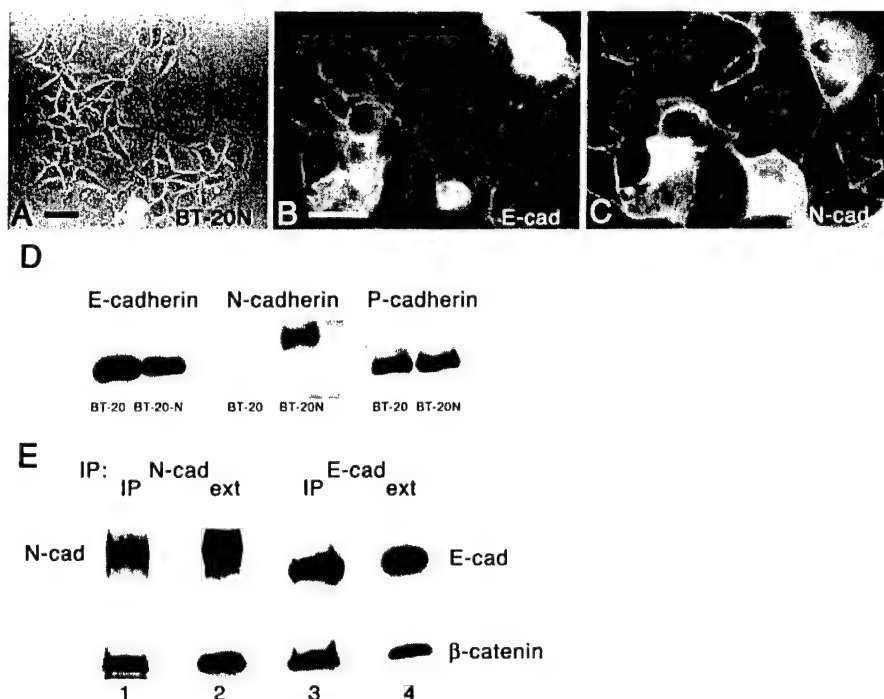 A BT-20N B E-cad C N-cad
D
E-cadherin N-cadherin P-cadherin
BT-20 BT-20-N BT-20 BT-20N BT-20 BT-20N
E
IP: N-cad E-cad
IP ext IP ext
N-cad E-cad
β-catenin
1 2 3 4